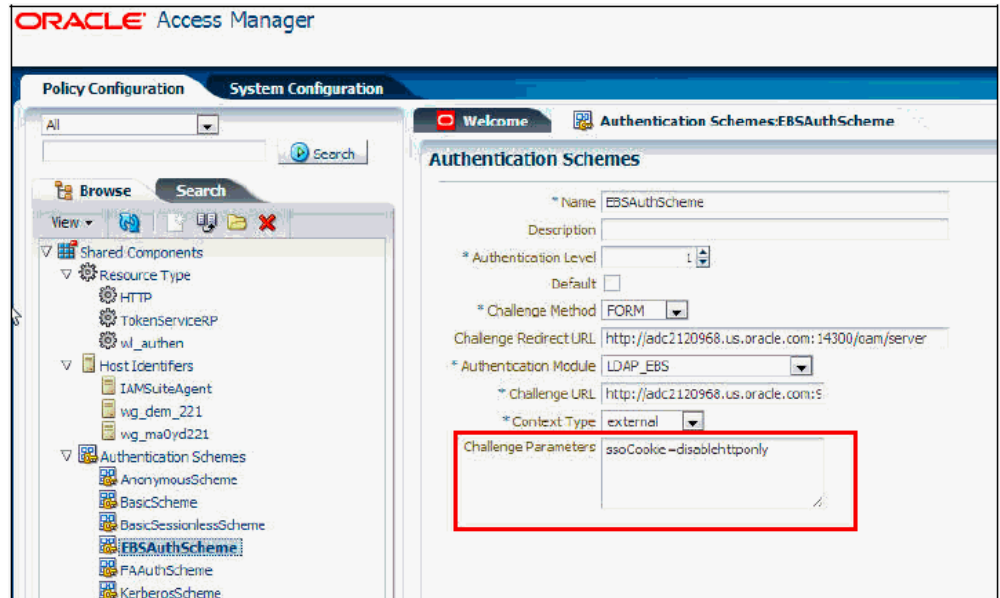 ORACLE Access Manager
Policy Configuration
System Configuration
All
Search
Browse
Search
View
Shared Components
Resource Type
HTTP
TokenServiceRP
wl_authen
Host Identifiers
IAMSuiteAgent
wg_dem_221
wg_ma0yd221
Authentication Schemes
AnonymousScheme
BasicScheme
BasicSessionlessScheme
EBSAuthScheme
FAAuthScheme
KerberosScheme
Welcome
Authentication Schemes:EBSAuthScheme
Authentication Schemes
* Name EBSAuthScheme
Description
* Authentication Level 1
Default
* Challenge Method FORM
Challenge Redirect URL http://adc2120968.us.oracle.com:14300/oam/server
* Authentication Module LDAP_EBS
* Challenge URL http://adc2120968.us.oracle.com:9
* Context Type external
Challenge Parameters ssoCookie=disablehttponly